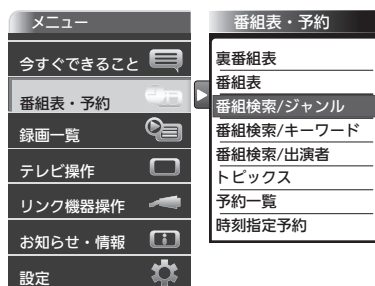 メニュー
今すぐできること
番組表・予約
録画一覧
テレビ操作
リンク機器操作
お知らせ・情報
設定
番組表・予約
裏番組表
番組表
番組検索/ジャンル
番組検索/キーワード
番組検索/出演者
トピックス
予約一覧
時刻指定予約